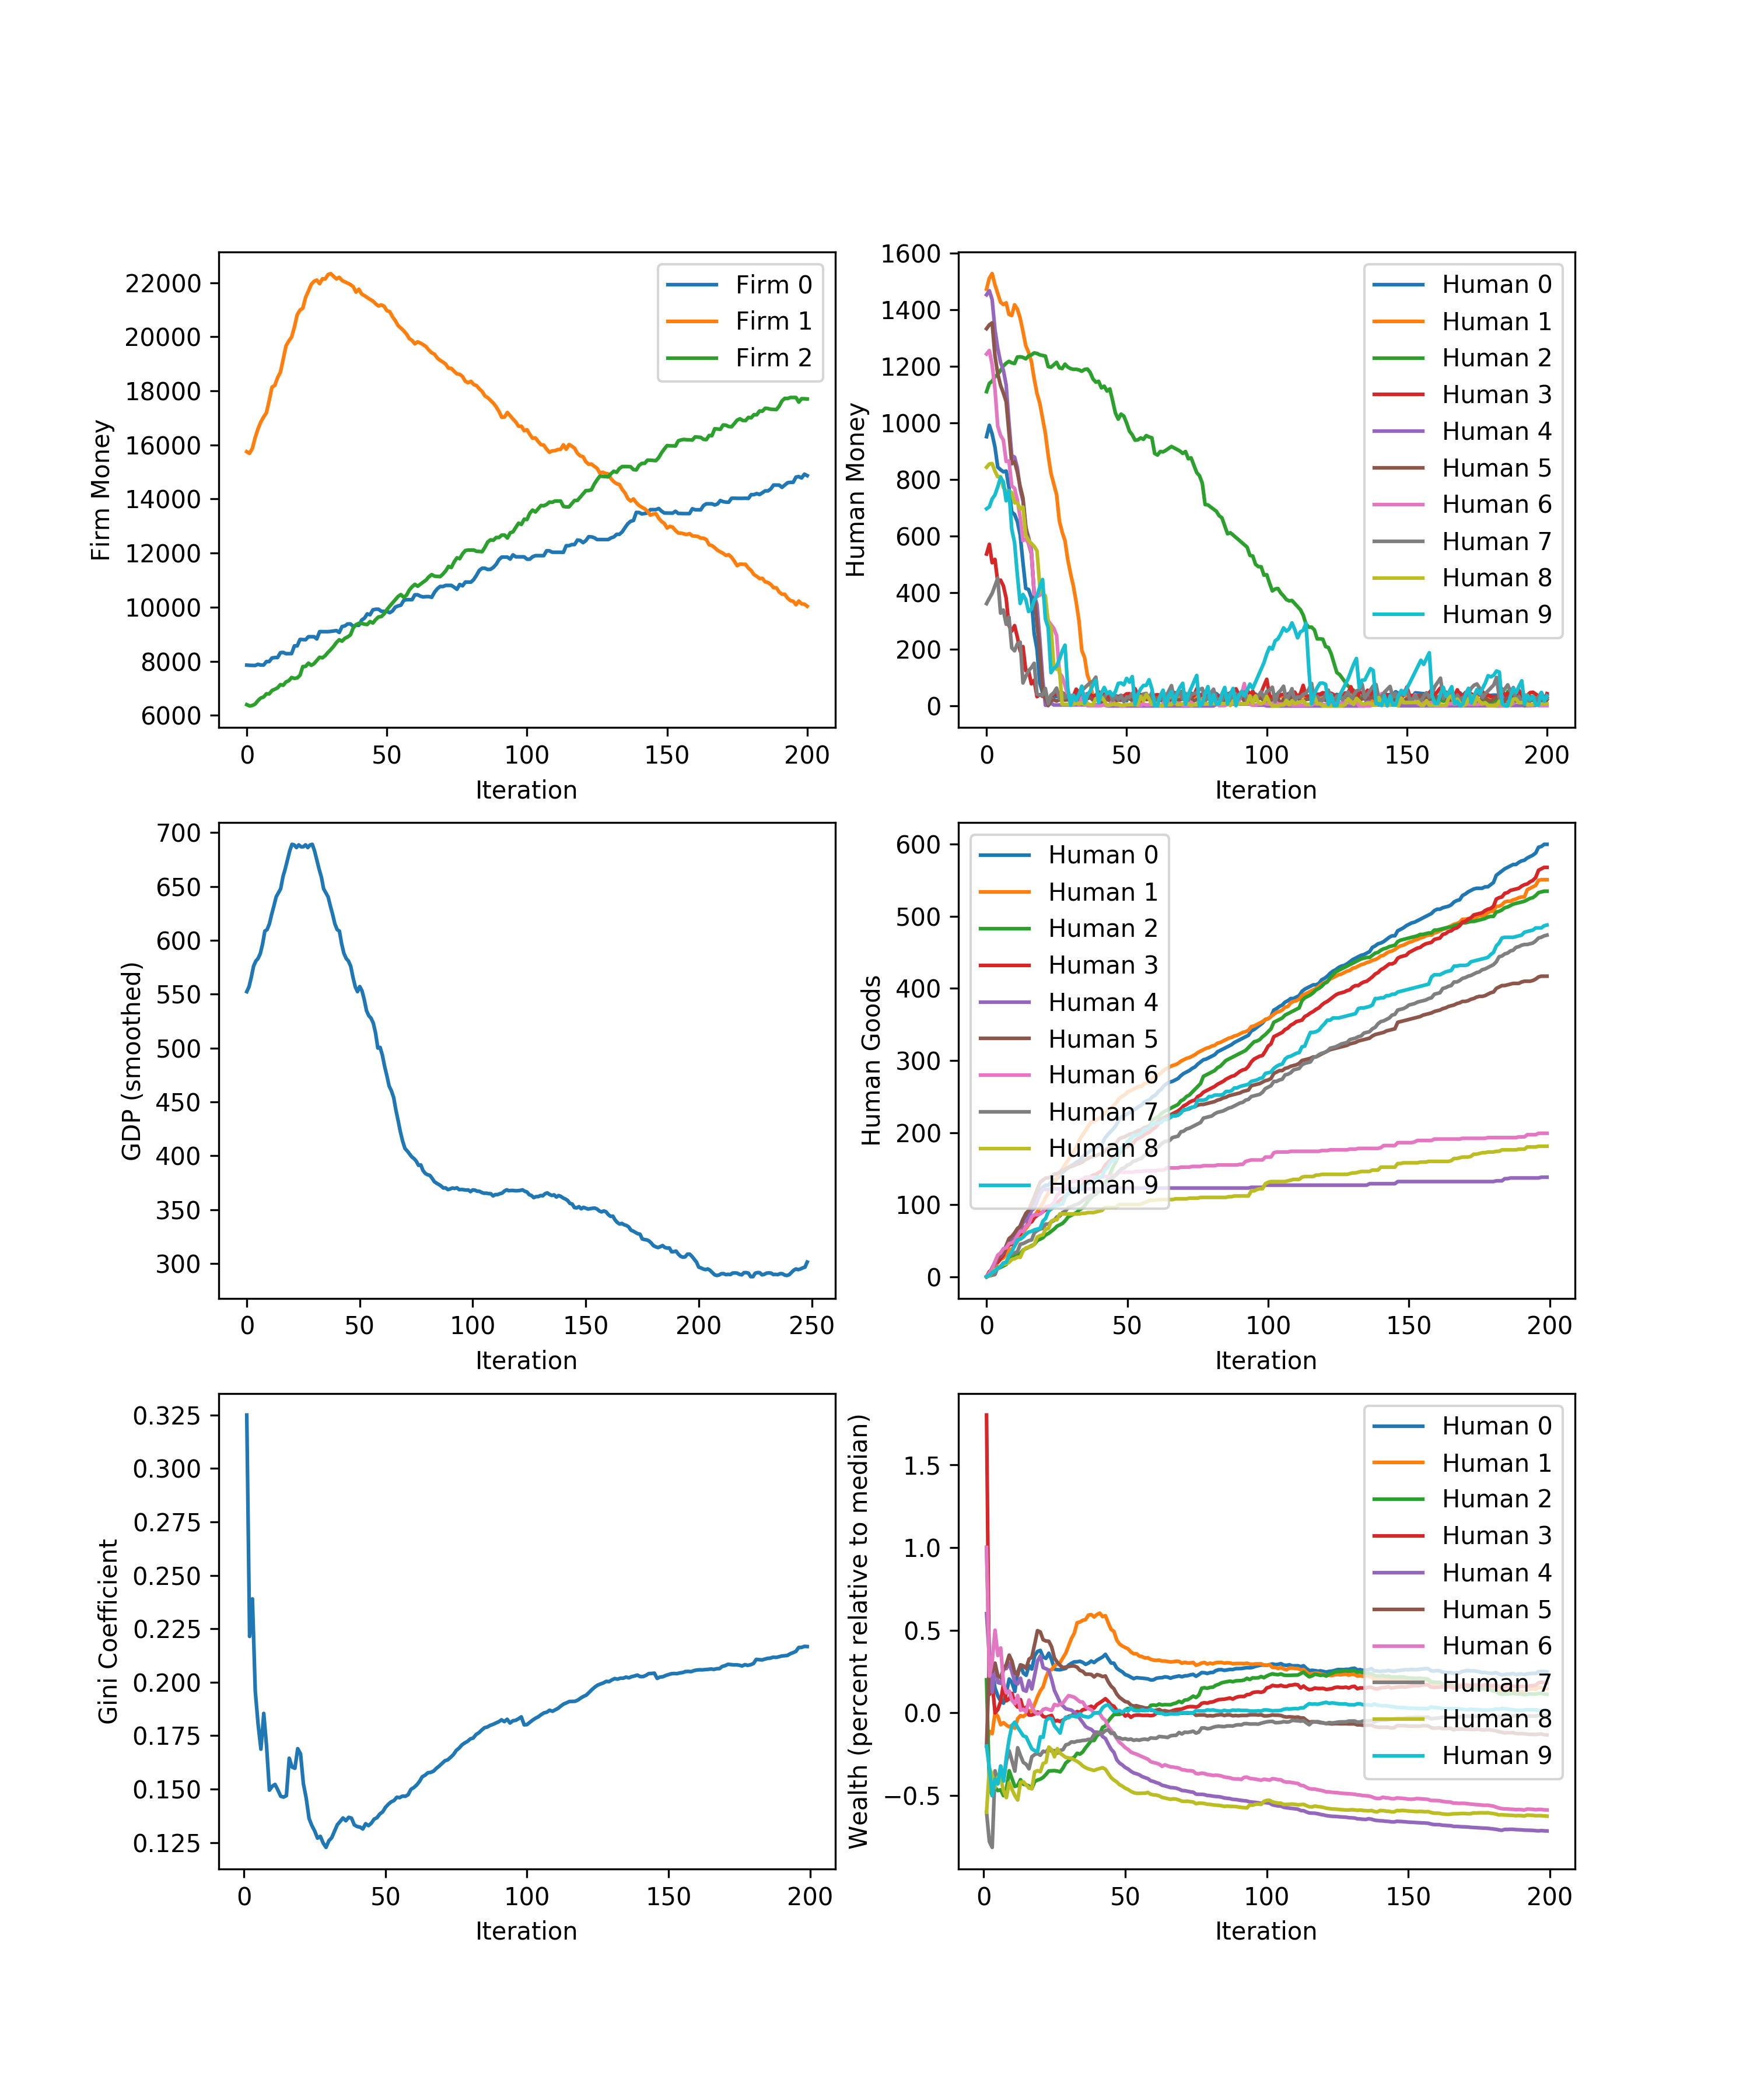 22000
20000
18000
16000
14000
12000
10000
8000
6000
Firm Money
Firm 0
Firm 1
Firm 2
0
50
100
150
200
Iteration
1600
1400
1200
1000
800
600
400
200
0
Human Money
Human 0
Human 1
Human 2
Human 3
Human 4
Human 5
Human 6
Human 7
Human 8
Human 9
0
50
100
150
200
Iteration
700
650
600
550
500
450
400
350
300
GDP (smoothed)
0
50
100
150
200
250
Iteration
600
500
400
300
200
100
0
Human Goods
Human 0
Human 1
Human 2
Human 3
Human 4
Human 5
Human 6
Human 7
Human 8
Human 9
0
50
100
150
200
Iteration
0.325
0.300
0.275
0.250
0.225
0.200
0.175
0.150
0.125
Gini Coefficient
0
50
100
150
200
Iteration
1.5
1.0
0.5
0.0
−0.5
Wealth (percent relative to median)
Human 0
Human 1
Human 2
Human 3
Human 4
Human 5
Human 6
Human 7
Human 8
Human 9
0
50
100
150
200
Iteration